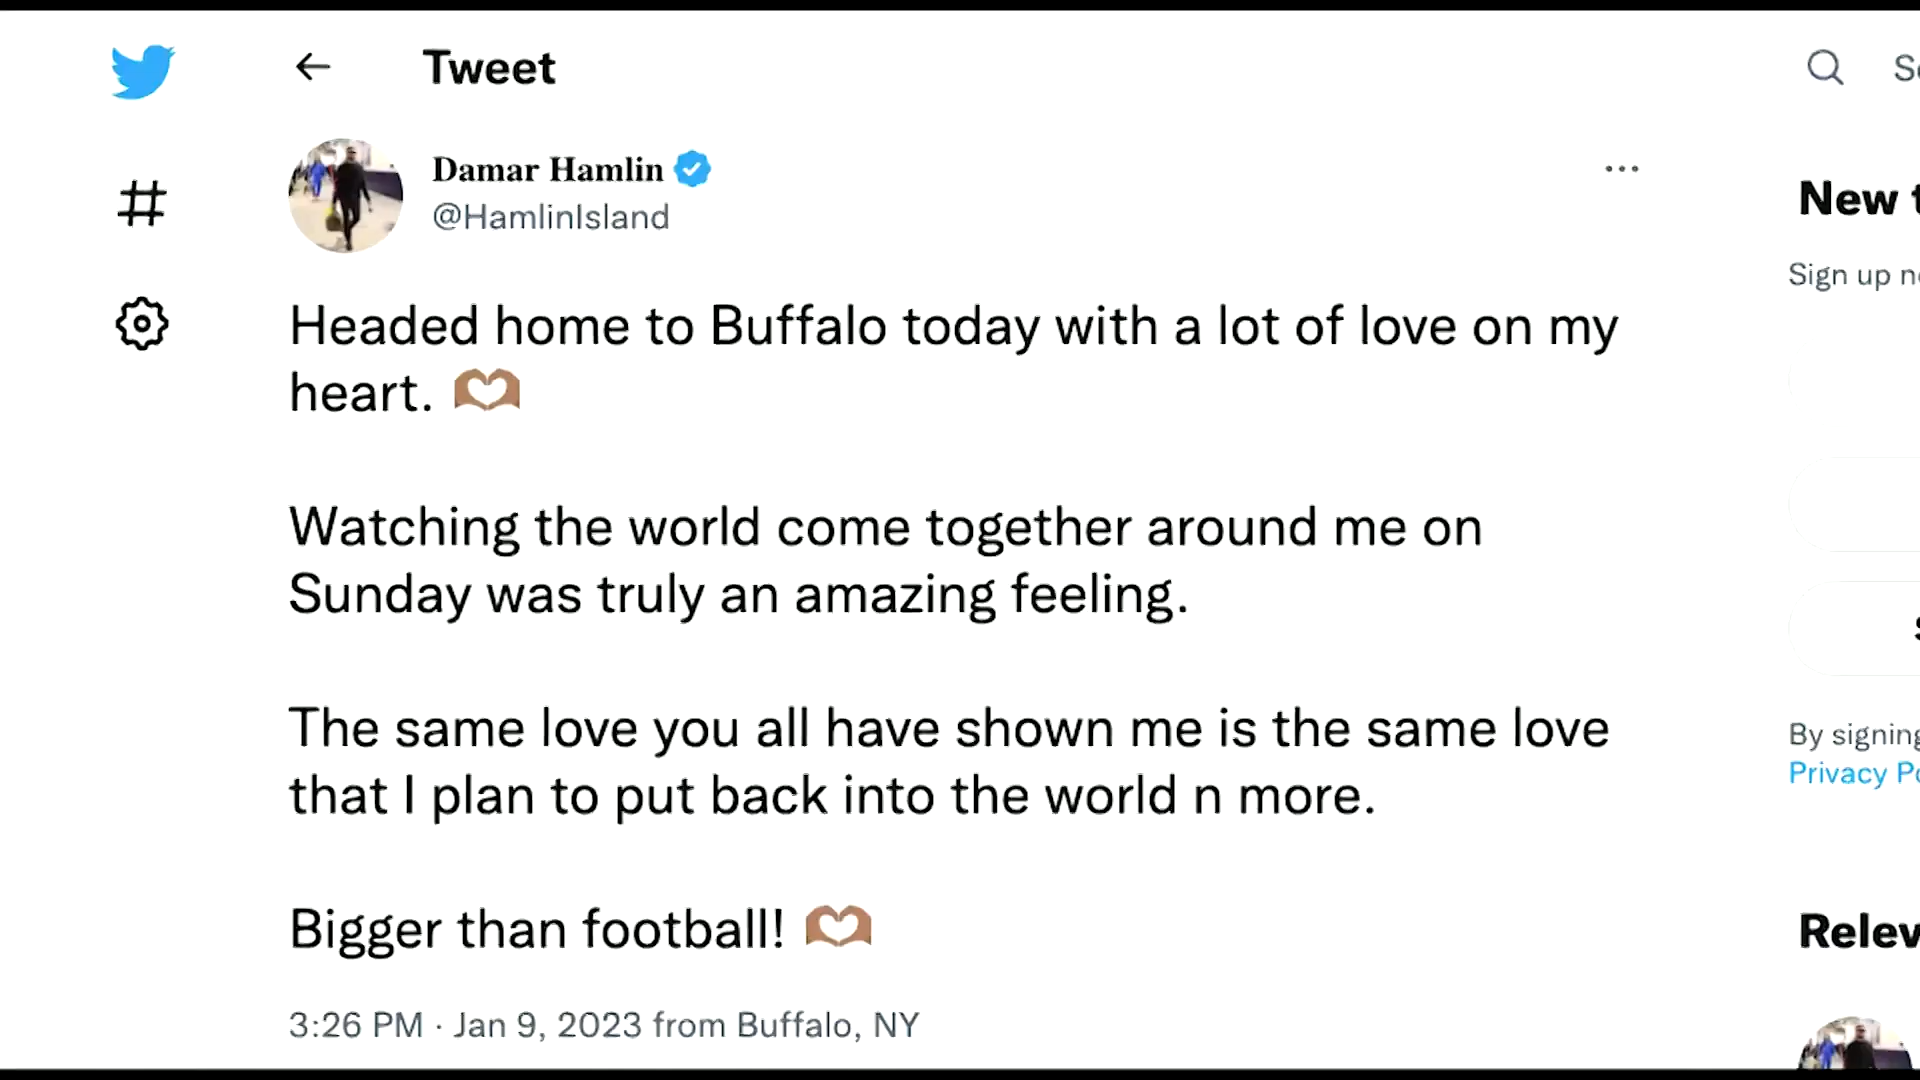 Tweet
Damar Hamlin
@HamlinIsland
Headed home to Buffalo today with a lot of love on my
heart. 🫶🏽
Watching the world come together around me on
Sunday was truly an amazing feeling.
The same love you all have shown me is the same love
that I plan to put back into the world n more.
Bigger than football! 🫶🏽
3:26 PM · Jan 9, 2023 from Buffalo, NY
New
Sign up
By signing
Privacy